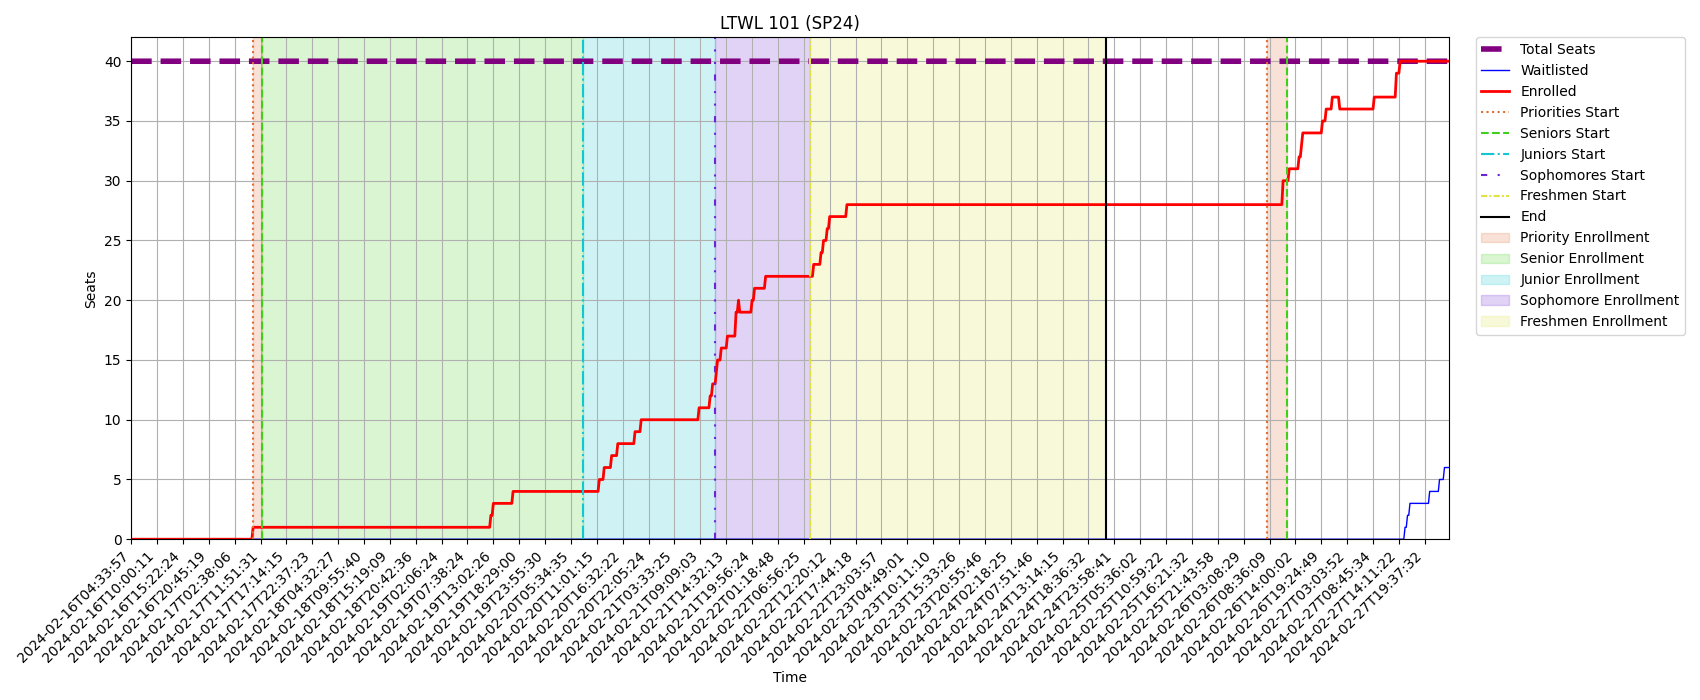 LTWL 101 (SP24)
Seats
40
35
30
25
20
15
10
5
0
2024-02-16T04:33:57
2024-02-16T10:00:11
2024-02-16T15:22:24
2024-02-16T20:45:19
2024-02-17T02:38:06
2024-02-17T11:51:31
2024-02-17T17:14:15
2024-02-17T22:37:23
2024-02-18T04:32:27
2024-02-18T09:55:40
2024-02-18T15:19:09
2024-02-18T20:42:36
2024-02-19T02:06:24
2024-02-19T07:38:24
2024-02-19T13:02:26
2024-02-19T18:29:00
2024-02-19T23:55:30
2024-02-20T05:34:35
2024-02-20T11:01:15
2024-02-20T16:32:22
2024-02-20T22:05:24
2024-02-21T03:33:25
2024-02-21T09:09:03
2024-02-21T14:32:13
2024-02-21T19:56:24
2024-02-22T01:18:48
2024-02-22T06:56:25
2024-02-22T12:20:12
2024-02-22T17:44:18
2024-02-22T23:03:57
2024-02-23T04:49:01
2024-02-23T10:11:10
2024-02-23T15:33:26
2024-02-23T20:55:46
2024-02-24T02:18:25
2024-02-24T07:51:46
2024-02-24T13:14:15
2024-02-24T18:36:32
2024-02-24T23:58:41
2024-02-25T05:36:02
2024-02-25T10:59:22
2024-02-25T16:21:32
2024-02-25T21:43:58
2024-02-26T03:08:29
2024-02-26T08:36:09
2024-02-26T14:00:02
2024-02-26T19:24:49
2024-02-27T03:03:52
2024-02-27T08:45:34
2024-02-27T14:11:22
2024-02-27T19:37:32
Time
Total Seats
Waitlisted
Enrolled
Priorities Start
Seniors Start
Juniors Start
Sophomores Start
Freshmen Start
End
Priority Enrollment
Senior Enrollment
Junior Enrollment
Sophomore Enrollment
Freshmen Enrollment